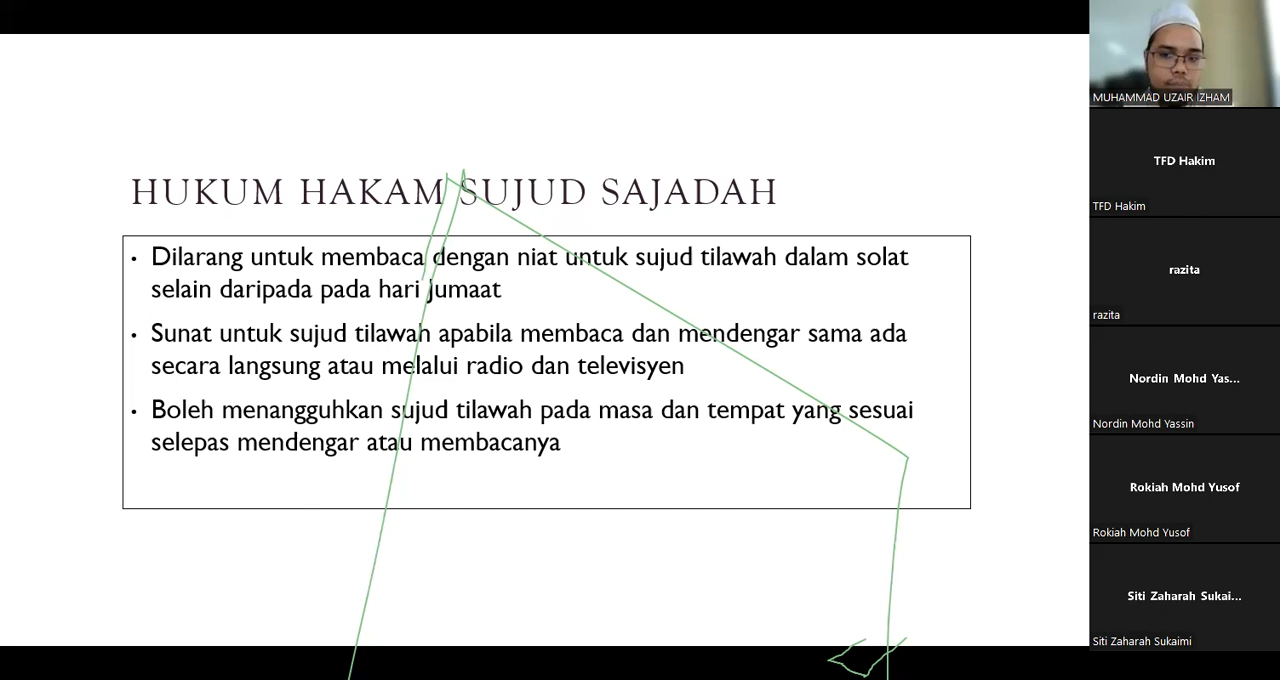 HUKUM HAKAM SUJUD SAJADAH
• Dilarang untuk membaca dengan niat untuk sujud tilawah dalam solat
selain daripada pada hari jumaat
• Sunat untuk sujud tilawah apabila membaca dan mendengar sama ada
secara langsung atau melalui radio dan televisyen
• Boleh menangguhkan sujud tilawah pada masa dan tempat yang sesuai
selepas mendengar atau membacanya
MUHAMMAD UZAIR IZHAM
TFD Hakim
TFD Hakim
razita
razita
Nordin Mohd Yas...
Nordin Mohd Yassin
Rokiah Mohd Yusof
Rokiah Mohd Yusof
Siti Zaharah Sukai...
Siti Zaharah Sukaimi